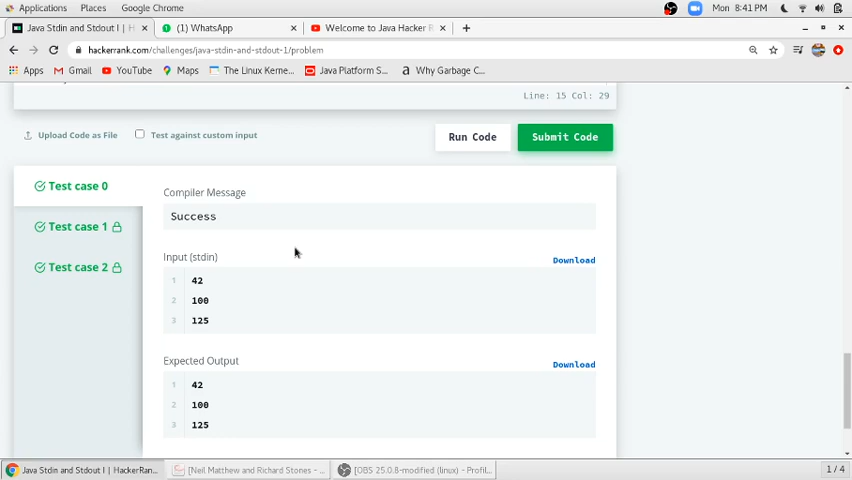 Applications Places Google Chrome Mon 8:41 PM
Java Stdin and Stdout I | H (1) WhatsApp Welcome to Java Hacker R
hackerrank.com/challenges/java-stdin-and-stdout-1/problem
Apps Gmail YouTube Maps The Linux Kerne... Java Platform S... Why Garbage C...
Line: 15 Col: 29
Upload Code as File Test against custom input Run Code Submit Code
Test case 0
Test case 1
Test case 2
Compiler Message
Success
Input (stdin) Download
1 42
2 100
3 125
Expected Output Download
1 42
2 100
3 125
Java Stdin and Stdout I | HackerRan... [Neil Matthew and Richard Stones - ... [OBS 25.0.8-modified (linux) - Profil... 1 / 4